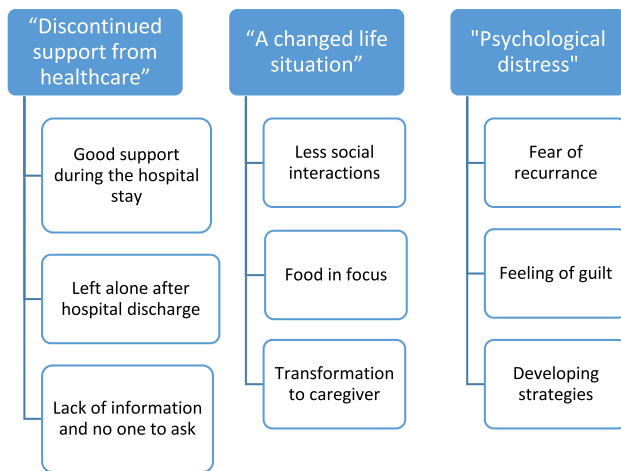 “Discontinued
support from
healthcare”
Good support
during the hospital
stay
Left alone after
hospital discharge
Lack of information
and no one to ask
“A changed life
situation”
Less social
interactions
Food in focus
Transformation
to caregiver
"Psychological
distress"
Fear of
recurrance
Feeling of guilt
Developing
strategies